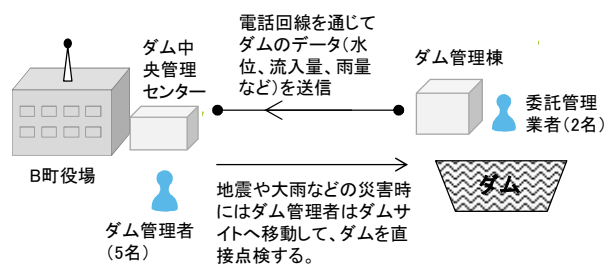 電話回線を通じて
ダムのデータ(水
位、流入量、雨量
など)を送信
ダム中
央管理
センター
ダム管理棟
委託管理
業者(2名)
B町役場
ダム
地震や大雨などの災害時
にはダム管理者はダムサ
イトへ移動して、ダムを直
接点検する。
ダム管理者
(5名)